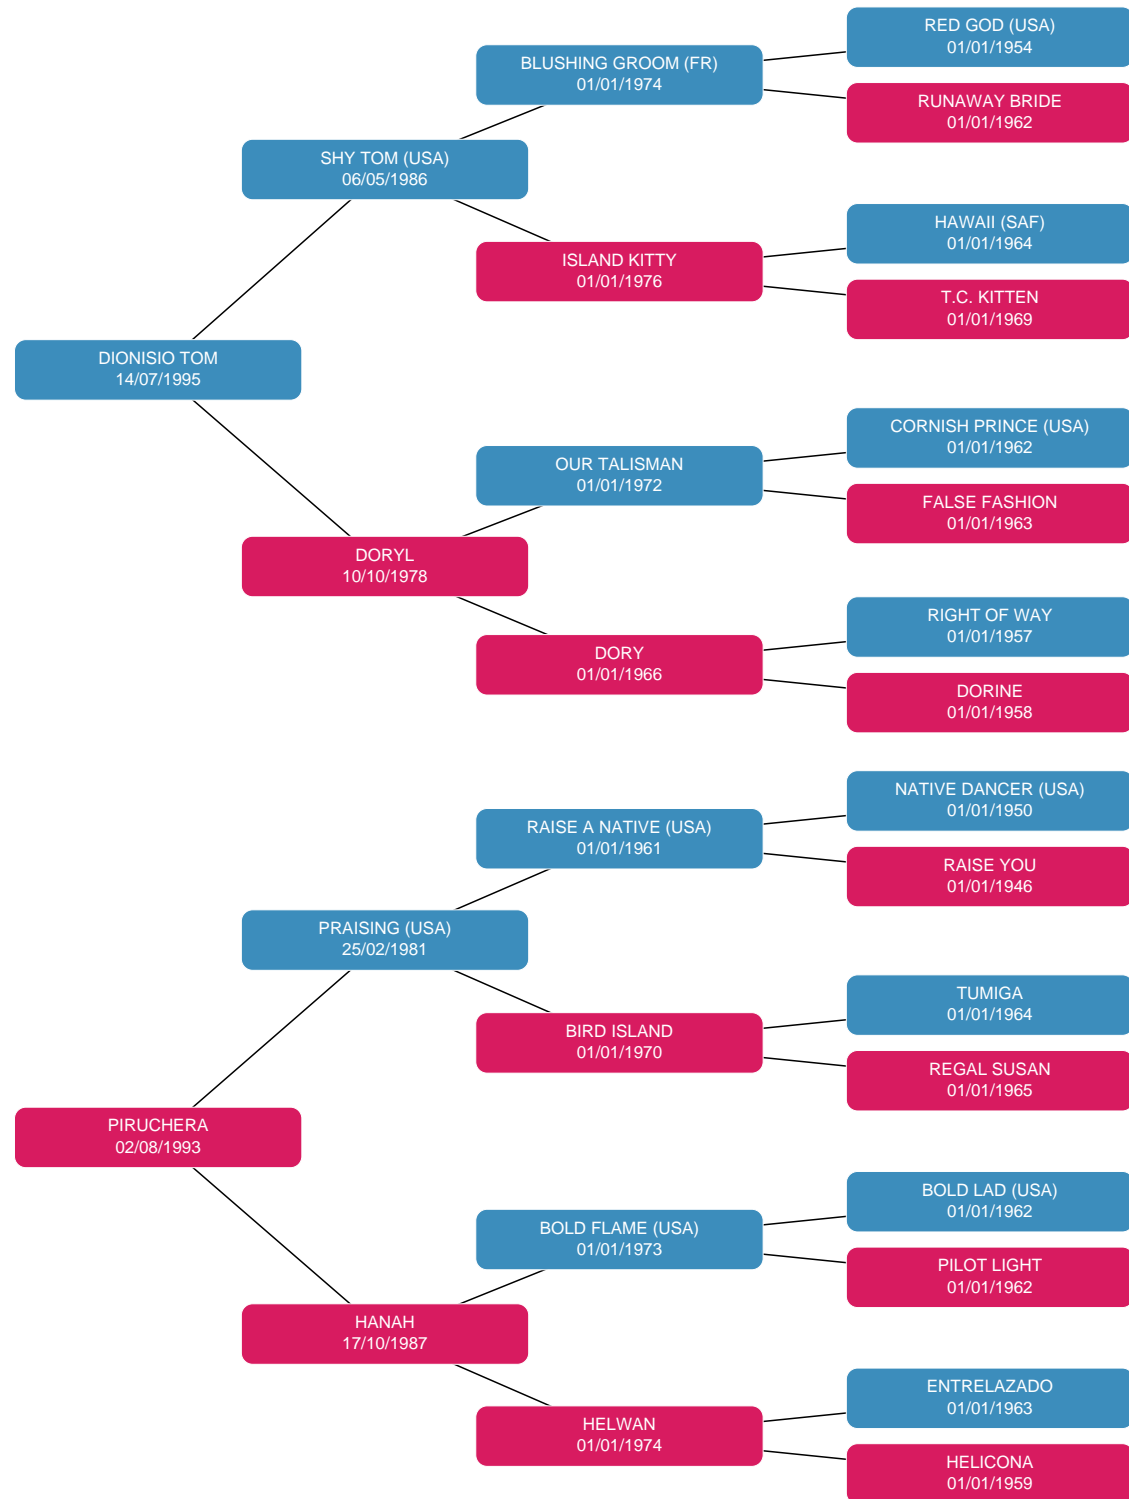 RED GOD (USA)
01/01/1954
BLUSHING GROOM (FR)
01/01/1974
RUNAWAY BRIDE
01/01/1962
SHY TOM (USA)
06/05/1986
HAWAII (SAF)
01/01/1964
ISLAND KITTY
01/01/1976
T.C. KITTEN
01/01/1969
DIONISIO TOM
14/07/1995
CORNISH PRINCE (USA)
01/01/1962
OUR TALISMAN
01/01/1972
FALSE FASHION
01/01/1963
DORYL
10/10/1978
RIGHT OF WAY
01/01/1957
DORY
01/01/1966
DORINE
01/01/1958
NATIVE DANCER (USA)
01/01/1950
RAISE A NATIVE (USA)
01/01/1961
RAISE YOU
01/01/1946
PRAISING (USA)
25/02/1981
TUMIGA
01/01/1964
BIRD ISLAND
01/01/1970
REGAL SUSAN
01/01/1965
PIRUCHERA
02/08/1993
BOLD LAD (USA)
01/01/1962
BOLD FLAME (USA)
01/01/1973
PILOT LIGHT
01/01/1962
HANAH
17/10/1987
ENTRELAZADO
01/01/1963
HELWAN
01/01/1974
HELICONA
01/01/1959